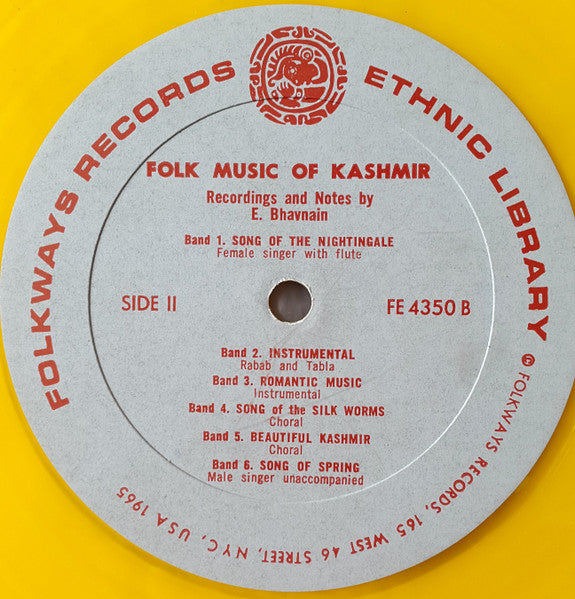 FOLKWAYS RECORDS ETHNIC LIBRARY
FOLK MUSIC OF KASHMIR
Recordings and Notes by
E. Bhavnain
Band 1. SONG OF THE NIGHTINGALE
Female singer with flute
SIDE II
FE 4350 B
Band 2. INSTRUMENTAL
Rabab and Tabla
Band 3. ROMANTIC MUSIC
Instrumental
Band 4. SONG of the SILK WORMS
Choral
Band 5. BEAUTIFUL KASHMIR
Choral
Band 6. SONG OF SPRING
Male singer unaccompanied
© FOLKWAYS RECORDS, 165 WEST 46 STREET, NYC, USA 1965